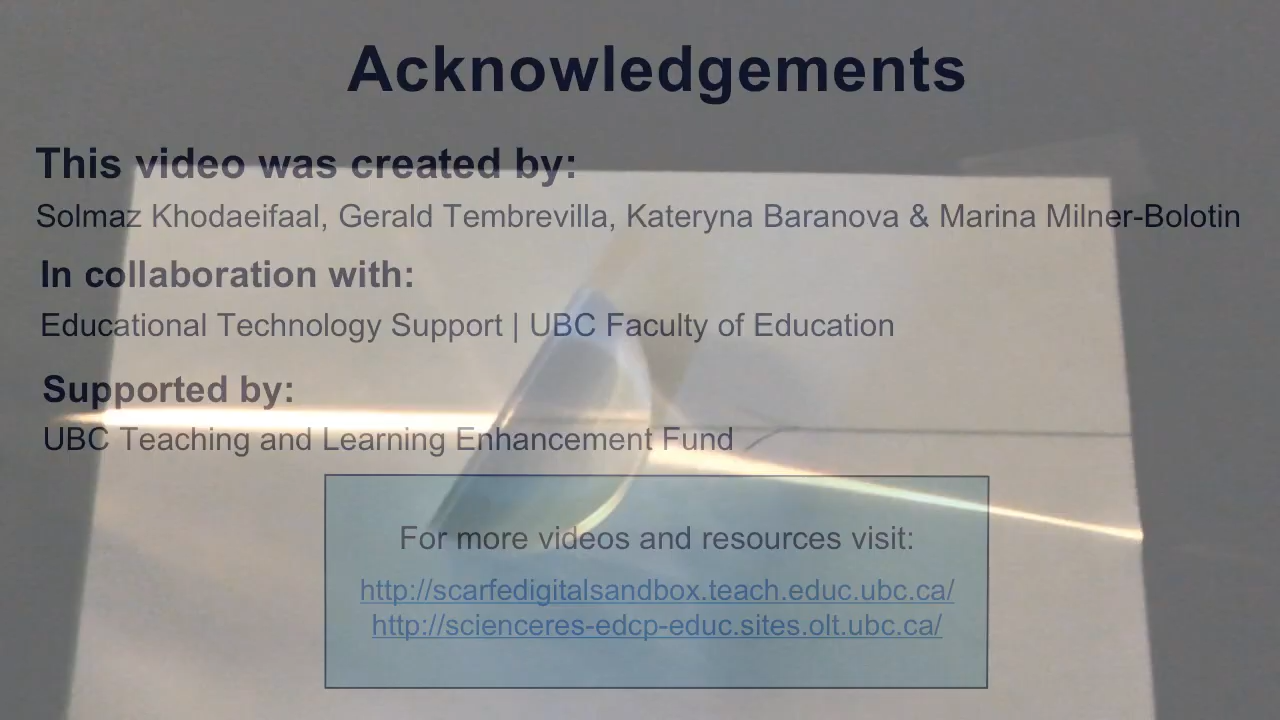 Acknowledgements
This video was created by:
Solmaz Khodaeifaal, Gerald Tembrevilla, Kateryna Baranova & Marina Milner-Bolotin
In collaboration with:
Educational Technology Support | UBC Faculty of Education
Supported by:
UBC Teaching and Learning Enhancement Fund
For more videos and resources visit:
http://scarfedigitalsandbox.teach.educ.ubc.ca/
http://scienceres-edcp-educ.sites.olt.ubc.ca/